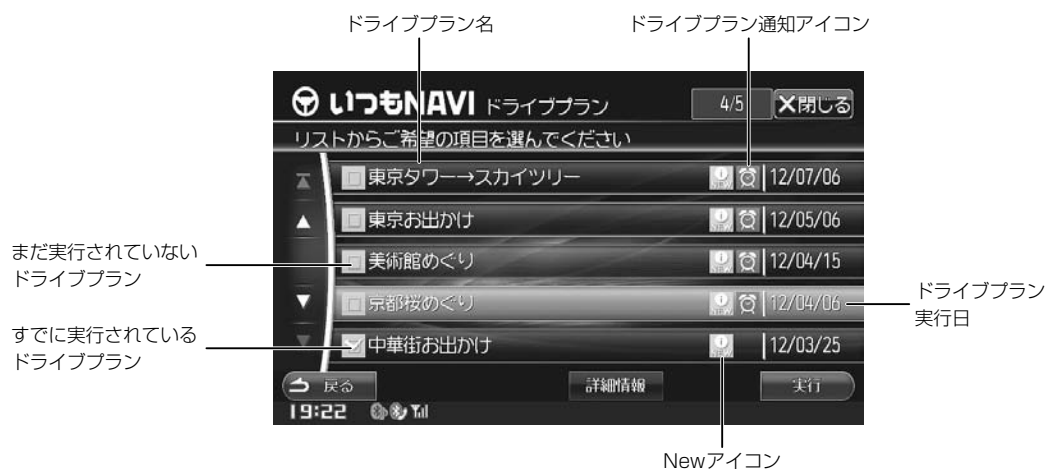 ドライブプラン名
ドライブプラン通知アイコン
いつもNAVI ドライブプラン 4/5 ×閉じる
リストからご希望の項目を選んでください
東京タワー→スカイツリー NEW 12/07/06
東京お出かけ NEW 12/05/06
美術館めぐり NEW 12/04/15
京都桜めぐり NEW 12/04/06
中華街お出かけ NEW 12/03/25
戻る 詳細情報 実行
19:22
まだ実行されていない
ドライブプラン
すでに実行されている
ドライブプラン
ドライブプラン
実行日
Newアイコン